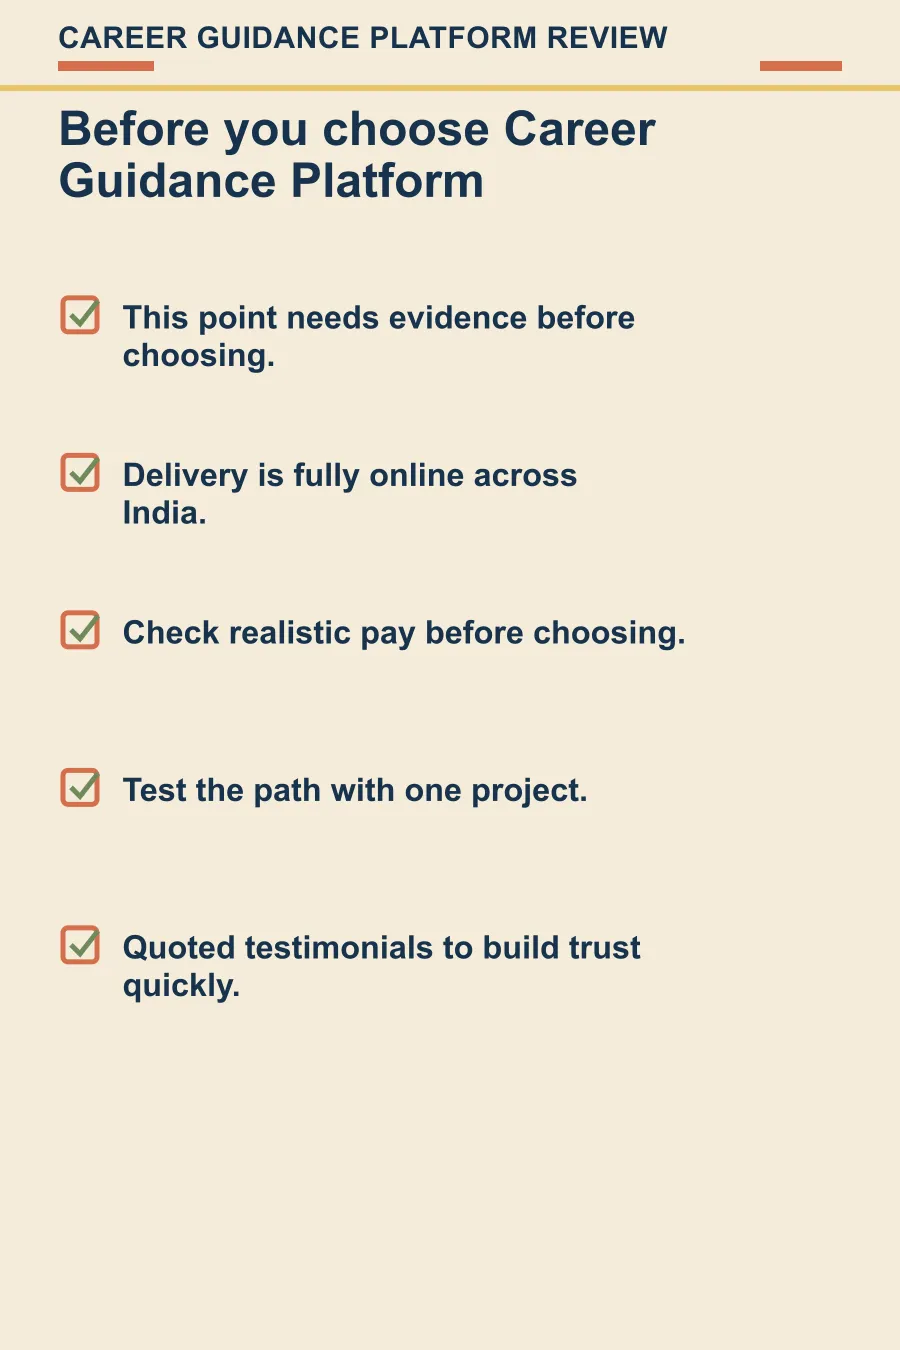 CAREER GUIDANCE PLATFORM REVIEW
Before you choose Career
Guidance Platform
This point needs evidence before
choosing.
Delivery is fully online across
India.
Check realistic pay before choosing.
Test the path with one project.
Quoted testimonials to build trust
quickly.